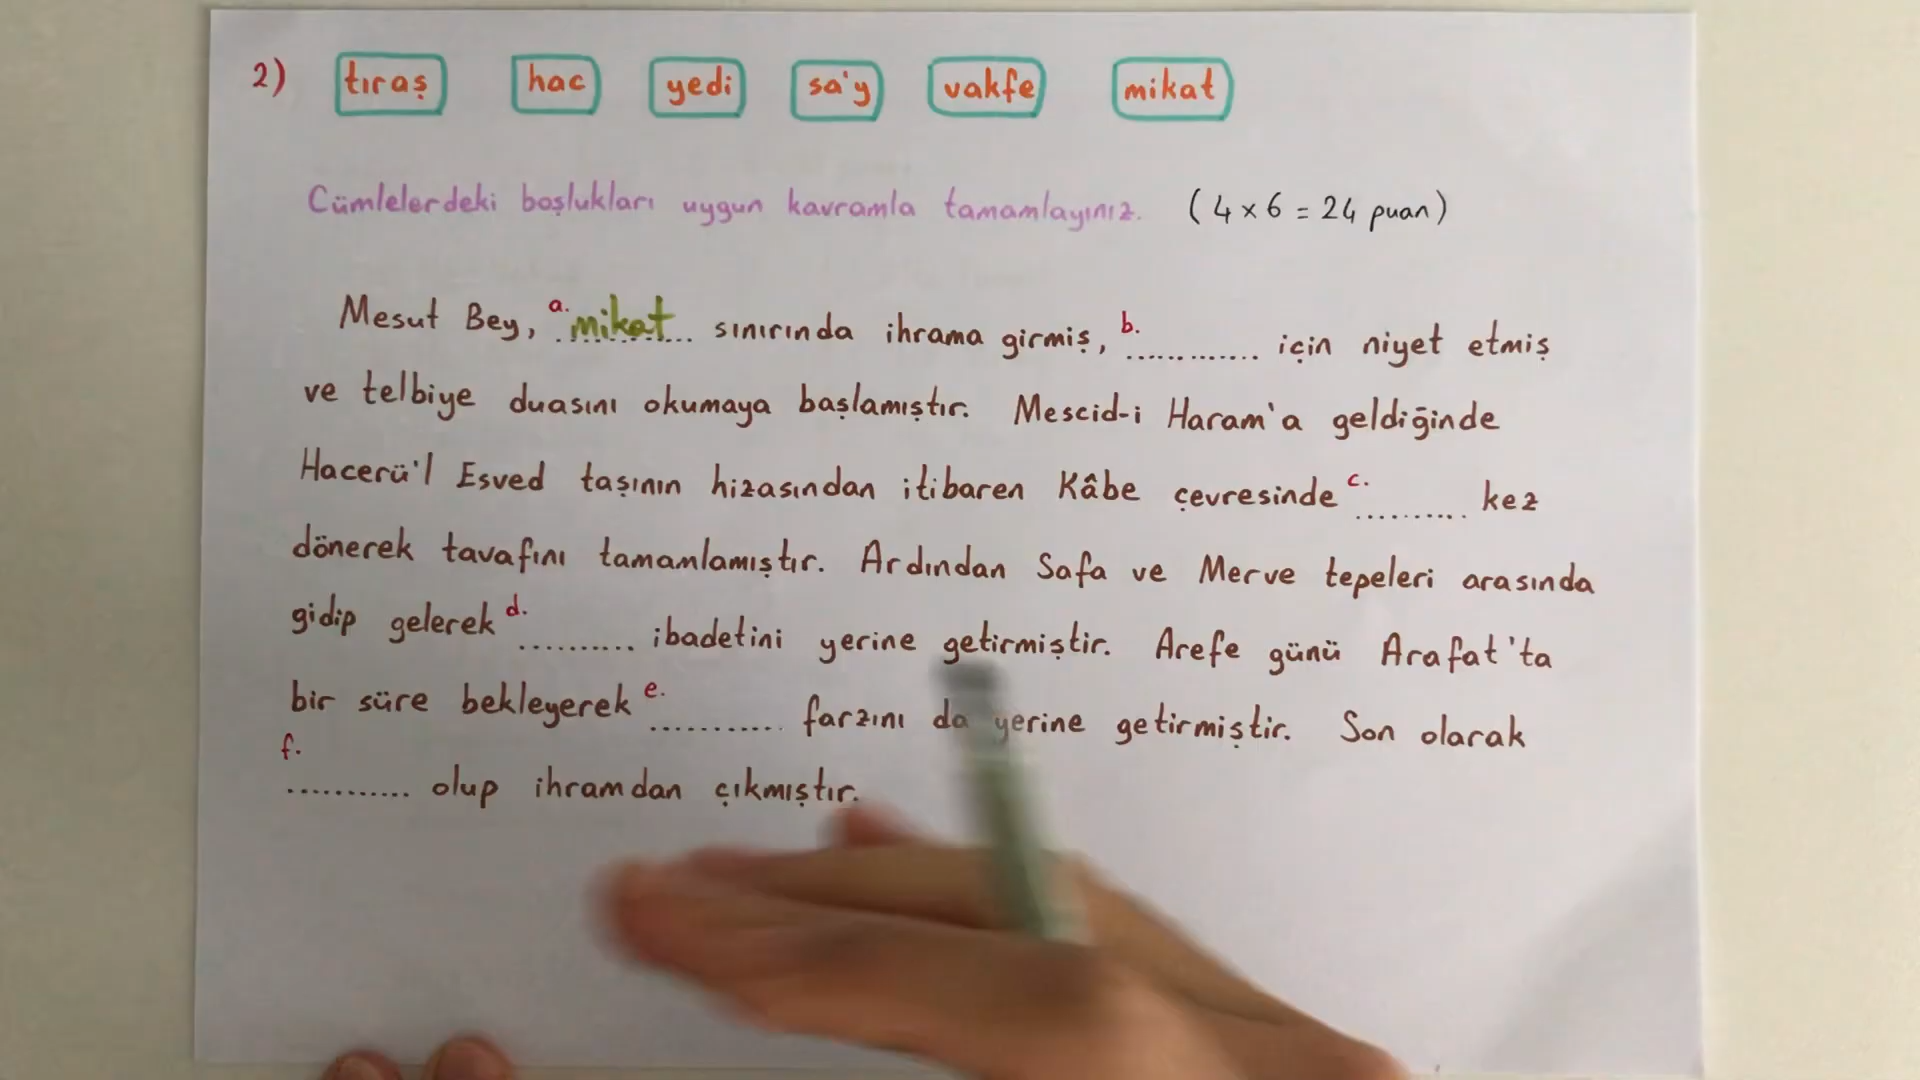 2) tıraş hac yedi sa'y vakfe mikat
Cümlelerdeki boşlukları uygun kavramla tamamlayınız. (4 x 6 = 24 puan)
Mesut Bey, a. mikat sınırında ihrama girmiş, b. ............ için niyet etmiş
ve telbiye duasını okumaya başlamıştır. Mescid-i Haram'a geldiğinde
Hacerü'l Esved taşının hizasından itibaren Kâbe çevresinde c. .......... kez
dönerek tavafını tamamlamıştır. Ardından Safa ve Merve tepeleri arasında
gidip gelerek d. .......... ibadetini yerine getirmiştir. Arefe günü Arafat'ta
bir süre bekleyerek e. ........... farzını da yerine getirmiştir. Son olarak
f. ........... olup ihramdan çıkmıştır.